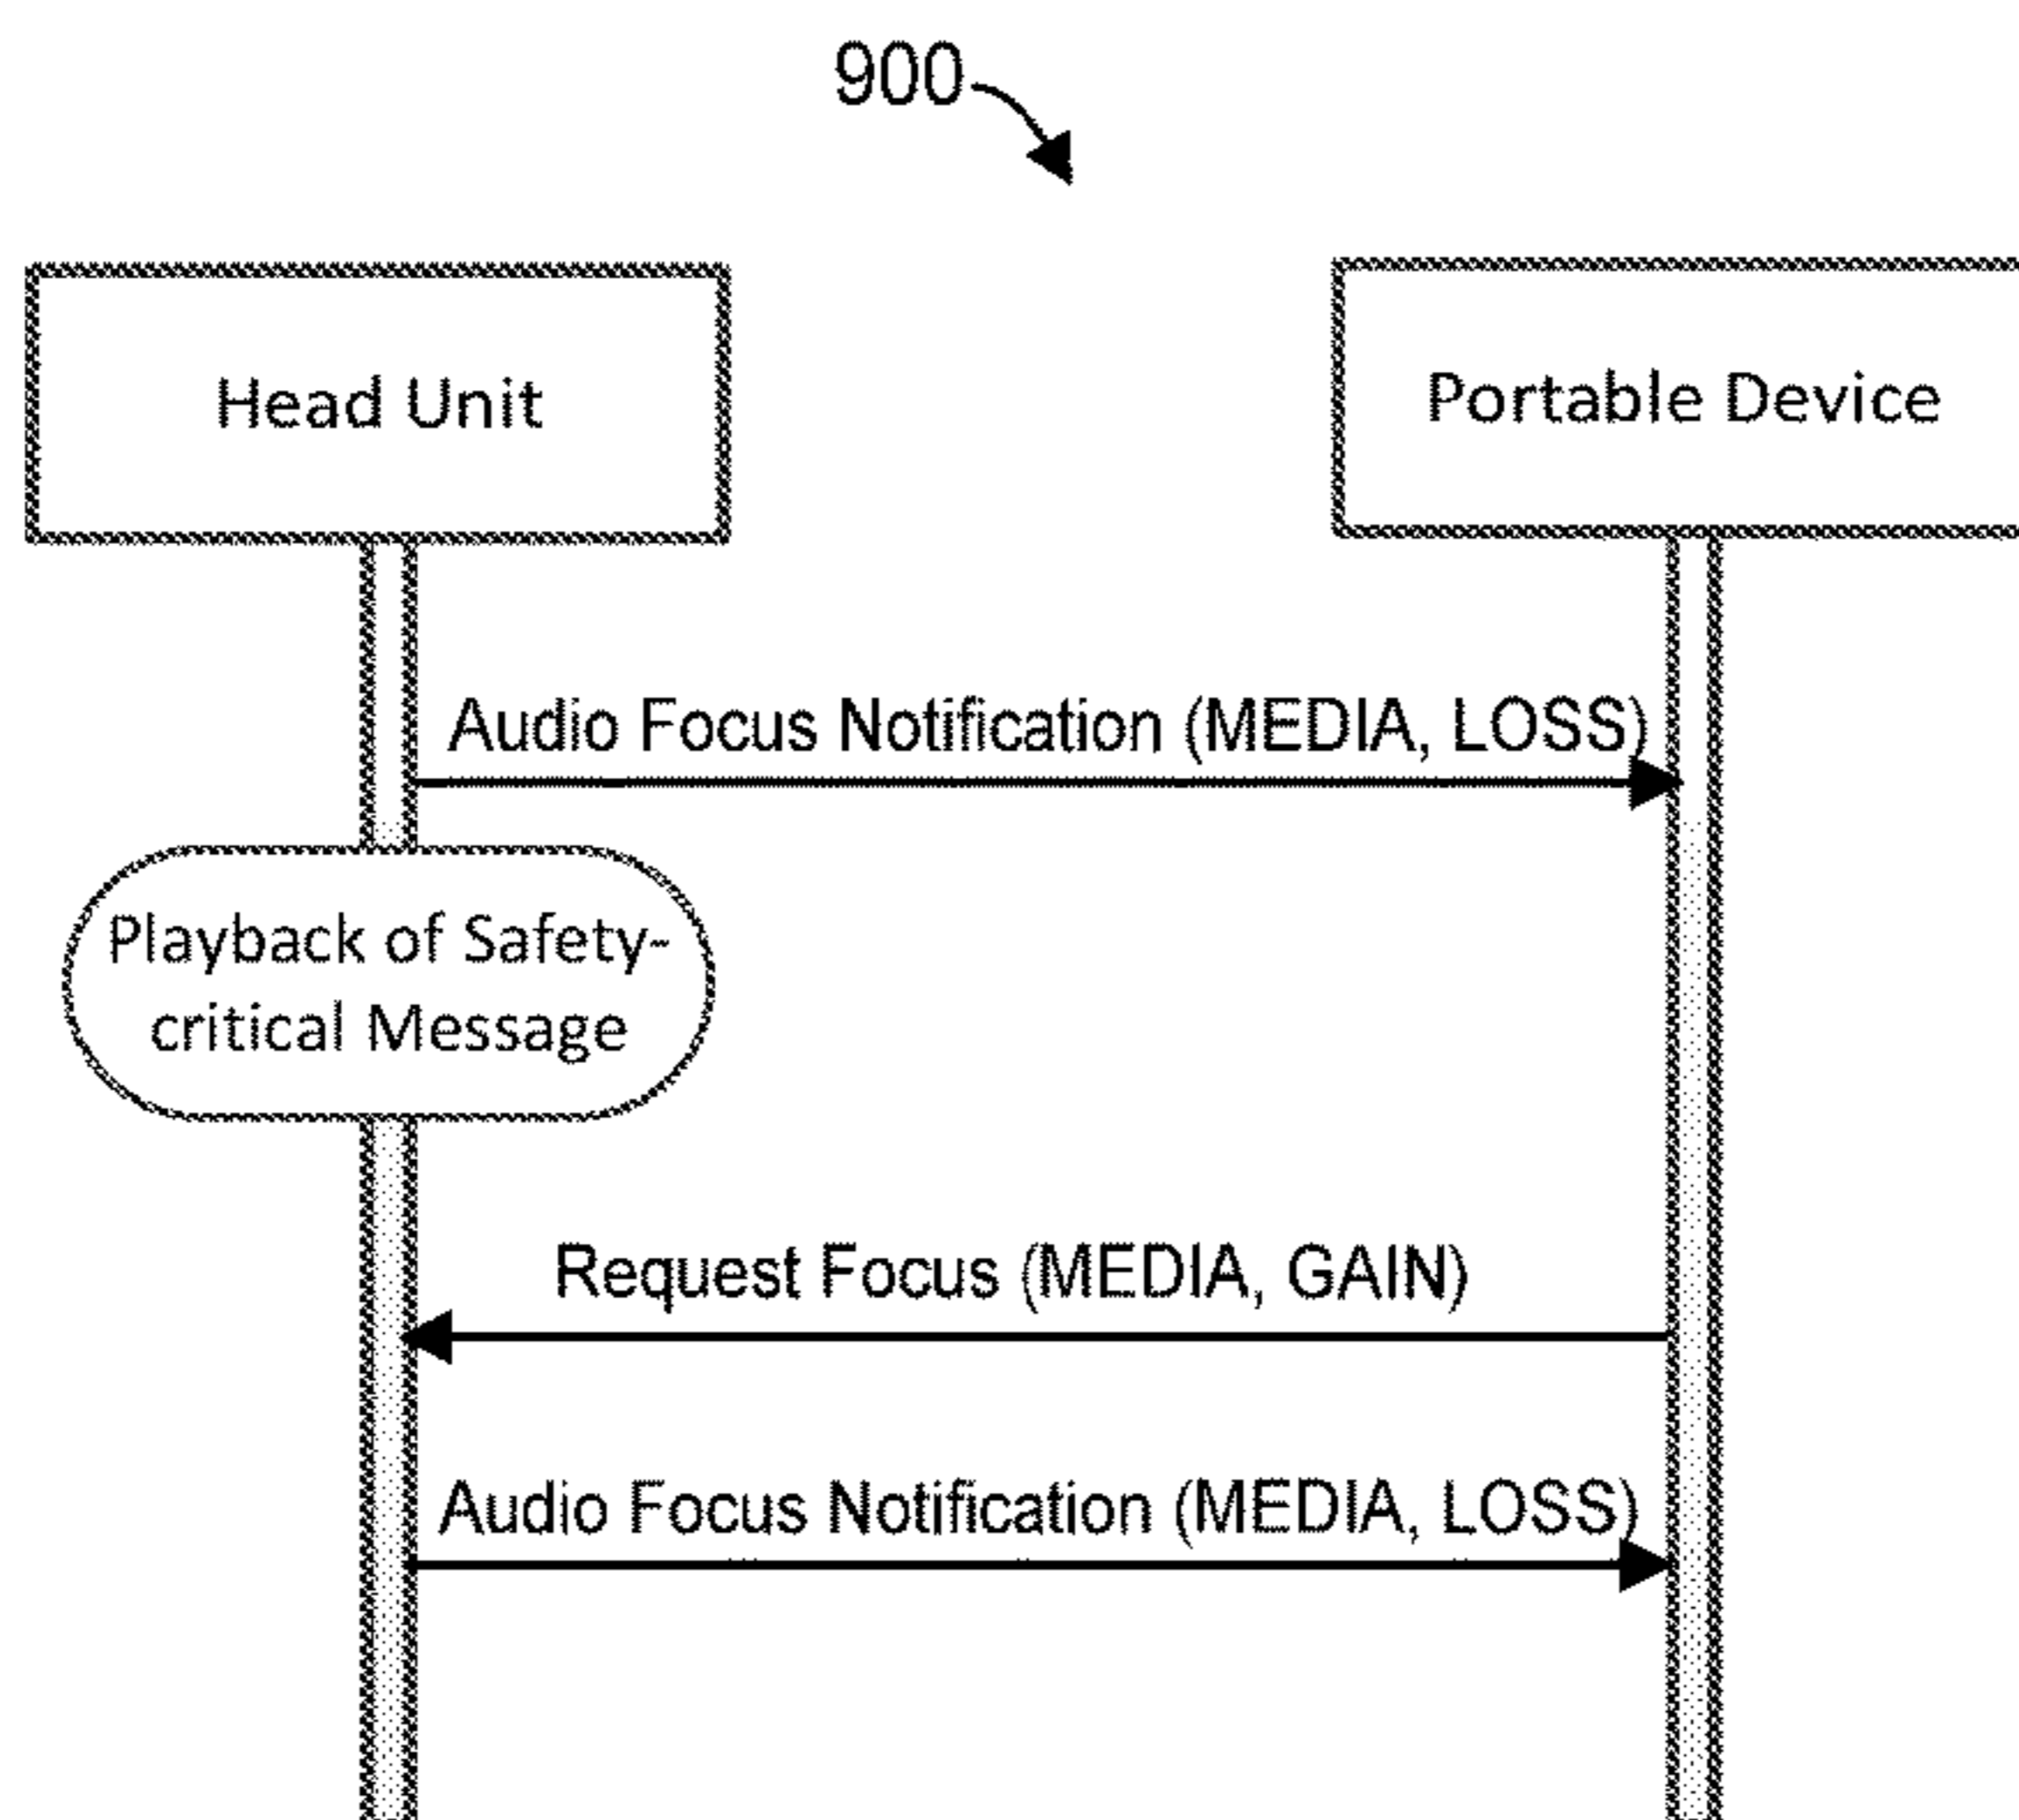 900
Head Unit
Portable Device
Audio Focus Notification (MEDIA, LOSS)
Playback of Safety-
critical Message
Request Focus (MEDIA, GAIN)
Audio Focus Notification (MEDIA, LOSS)